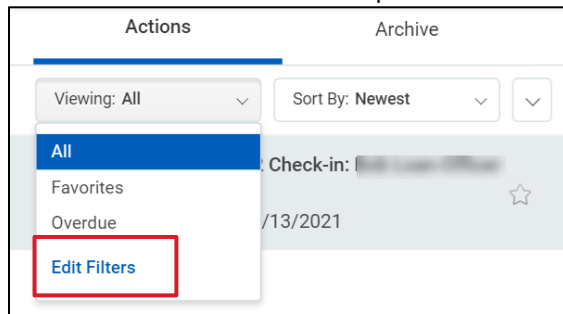 Actions Archive
Viewing: All Sort By: Newest
All
: Check-in:
Favorites
Overdue /13/2021
Edit Filters